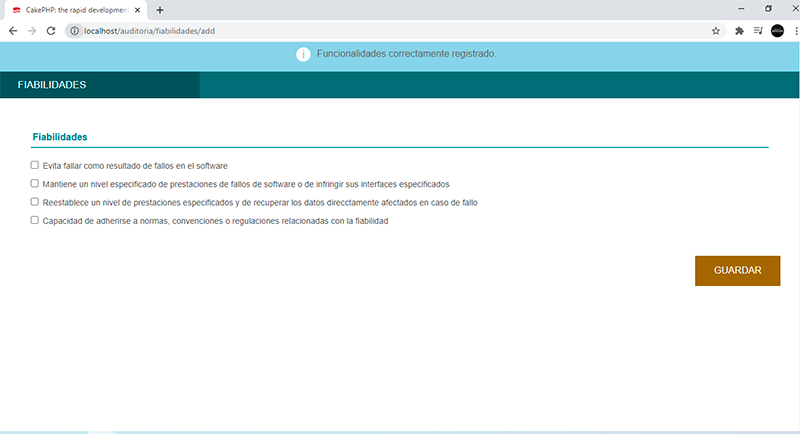 CakePHP: the rapid development
localhost/auditoria/fiabilidades/add
Funcionalidades correctamente registrado.
FIABILIDADES
Fiabilidades
Evita fallar como resultado de fallos en el software
Mantiene un nivel especificado de prestaciones de fallos de software o de infringir sus interfaces especificados
Reestablece un nivel de prestaciones especificados y de recuperar los datos direcctamente afectados en caso de fallo
Capacidad de adherirse a normas, convenciones o regulaciones relacionadas con la fiabilidad
GUARDAR